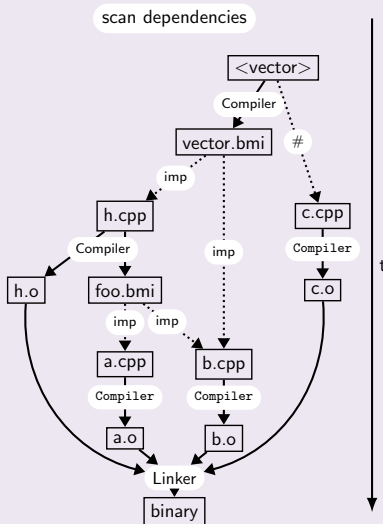 scan dependencies
<vector>
Compiler
vector.bmi
#
imp
h.cpp
c.cpp
Compiler
imp
Compiler
t
h.o
foo.bmi
c.o
imp
imp
a.cpp
b.cpp
Compiler
Compiler
a.o
b.o
Linker
binary